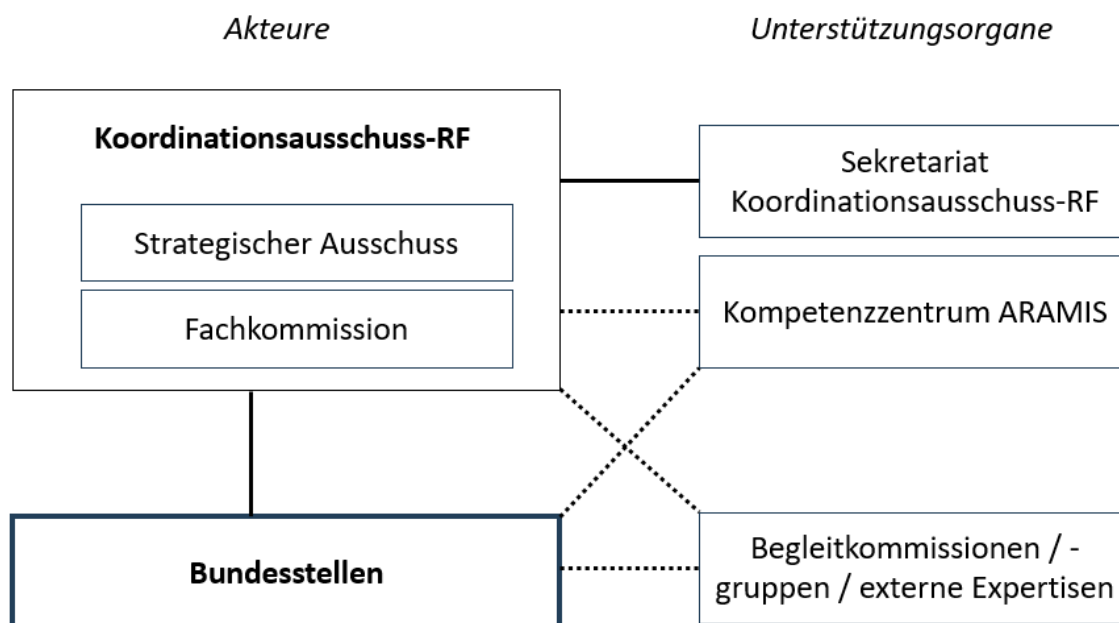 Akteure
Unterstützungsorgane
Koordinationsausschuss-RF
Strategischer Ausschuss
Fachkommission
Sekretariat
Koordinationsausschuss-RF
Kompetenzzentrum ARAMIS
Bundesstellen
Begleitkommissionen / -
gruppen / externe Expertisen